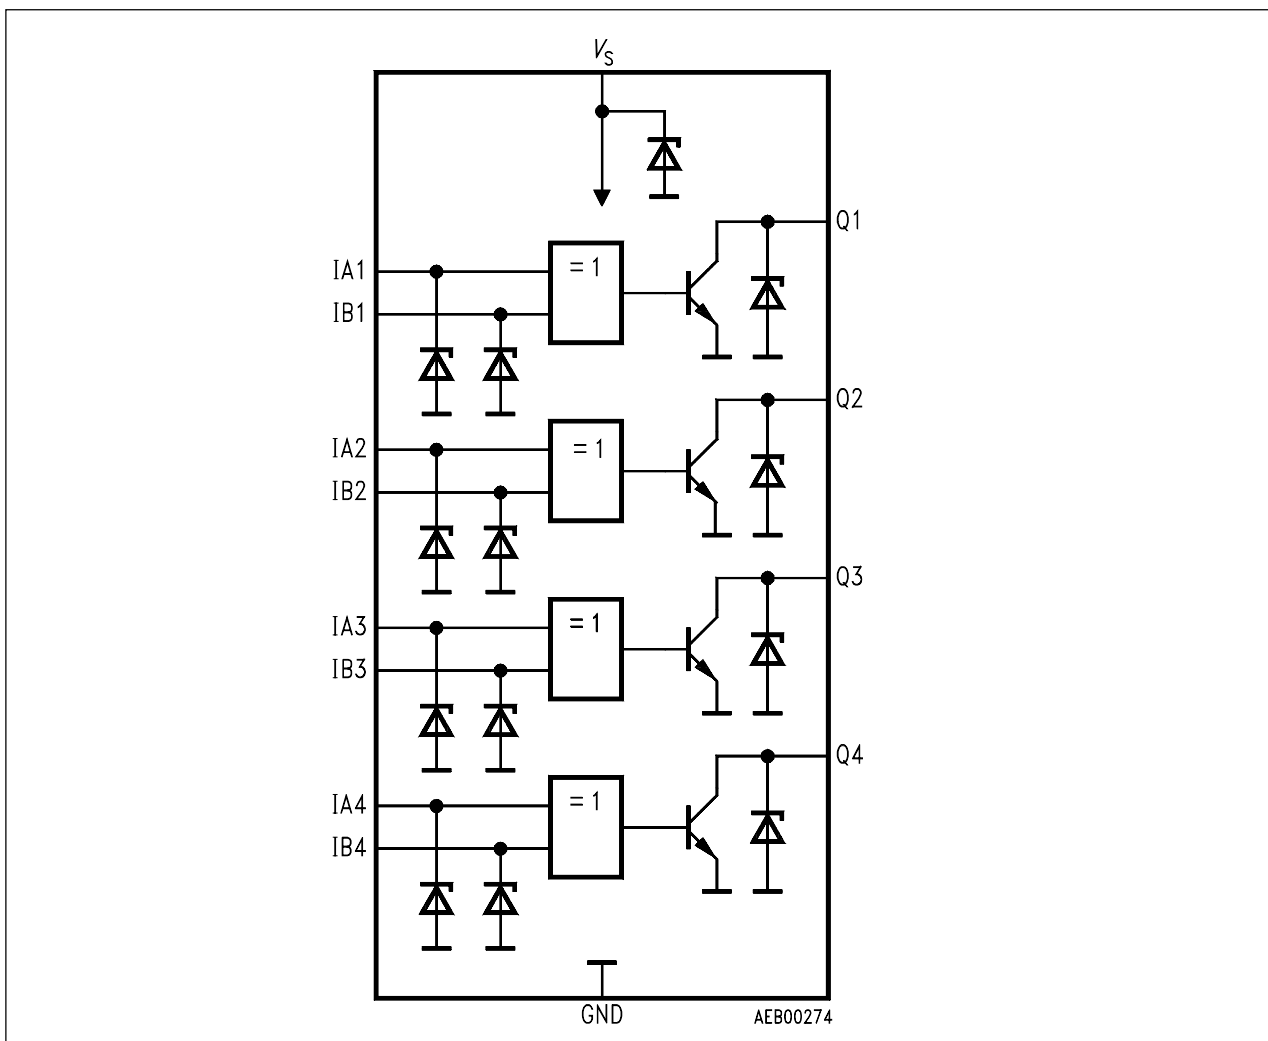 VS
Q1
= 1
IA1
IB1
Q2
IA2
= 1
IB2
Q3
IA3
= 1
IB3
Q4
IA4
= 1
IB4
GND
AEB00274